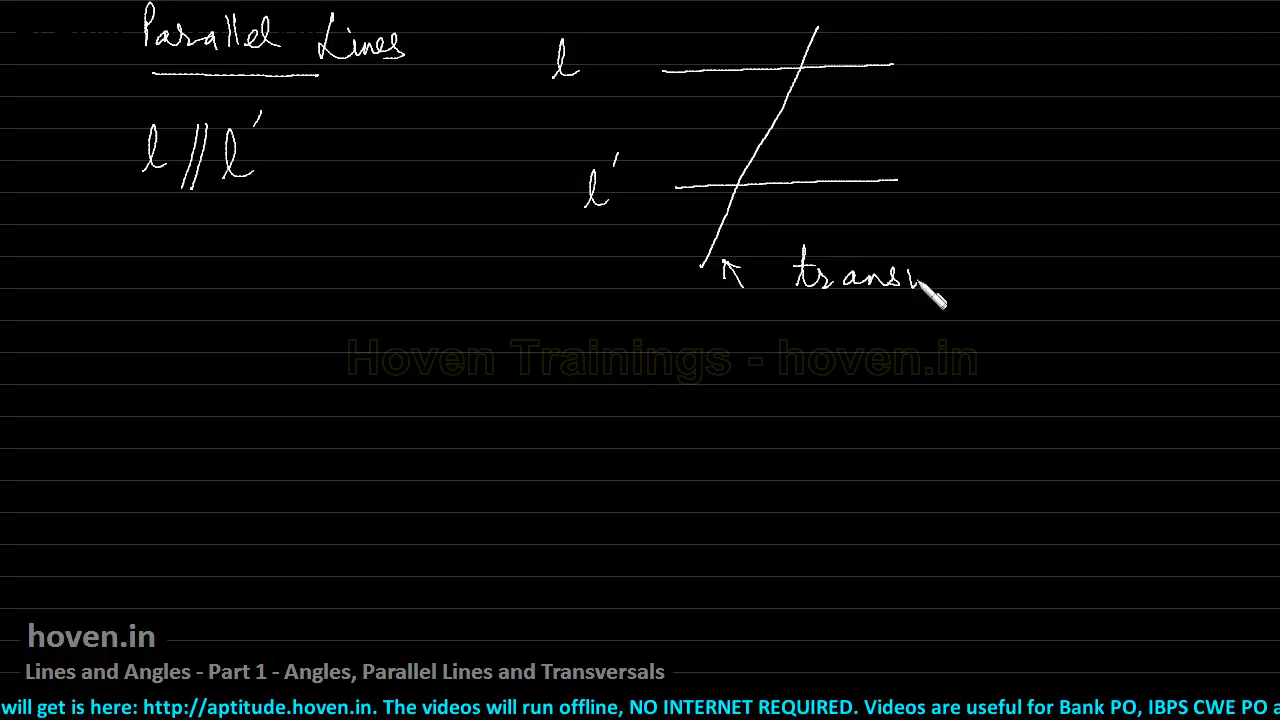 Parallel Lines
l
l // l'
l'
transv
Hoven Trainings - hoven.in
hoven.in
Lines and Angles - Part 1 - Angles, Parallel Lines and Transversals
will get is here: http://aptitude.hoven.in. The videos will run offline, NO INTERNET REQUIRED. Videos are useful for Bank PO, IBPS CWE PO a